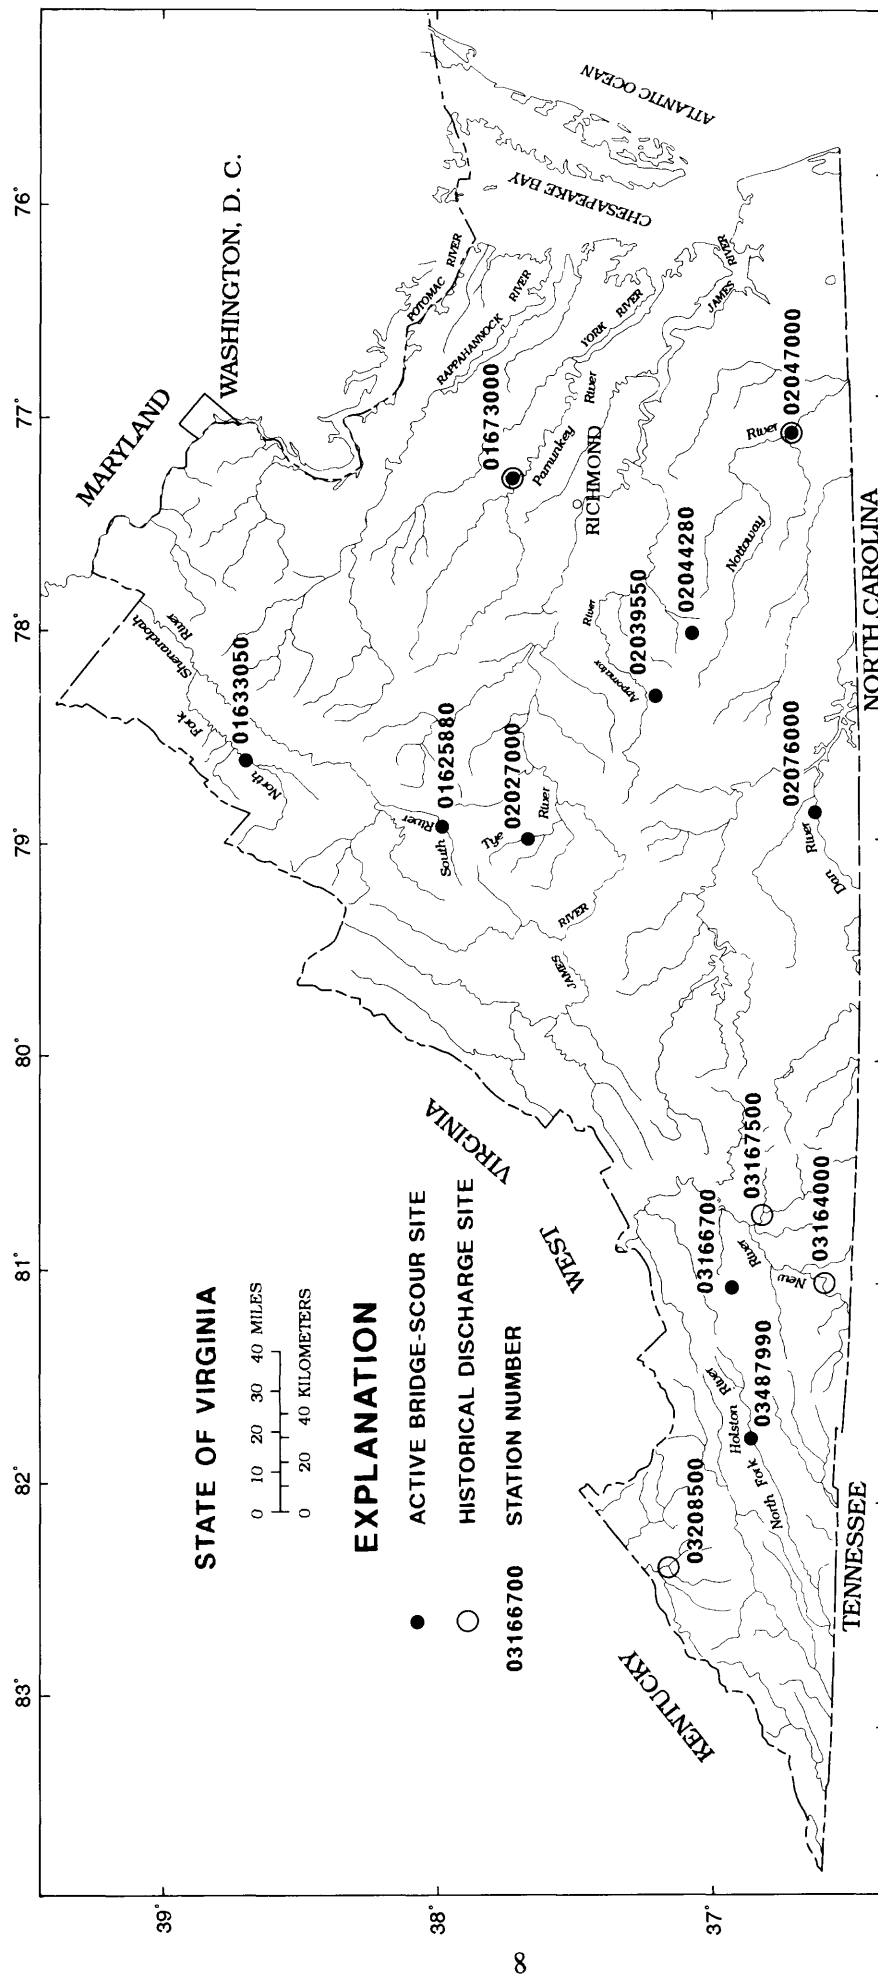 83°
82°
81°
80°
79°
78°
77°
76°
39°
38°
37°
STATE OF VIRGINIA
0 10 20 30 40 MILES
0 20 40 KILOMETERS
EXPLANATION
ACTIVE BRIDGE-SCOUR SITE
HISTORICAL DISCHARGE SITE
03166700 STATION NUMBER
MARYLAND
WASHINGTON, D. C.
WEST
VIRGINIA
KENTUCKY
TENNESSEE
NORTH CAROLINA
ATLANTIC OCEAN
CHESAPEAKE BAY
POTOMAC
RIVER
RAPPAHANNOCK
RIVER
YORK
RIVER
JAMES
RIVER
Pamunkey
River
RICHMOND
North
Fork
Shenandoah
River
South
River
Tye
River
JAMES
RIVER
Appomattox
River
Nottoway
River
Dan
River
New
River
North Fork
Holston
River
01633050
01625880
02027000
01673000
02039550
02044280
02047000
02076000
03167500
03164000
03166700
03487990
03208500
8